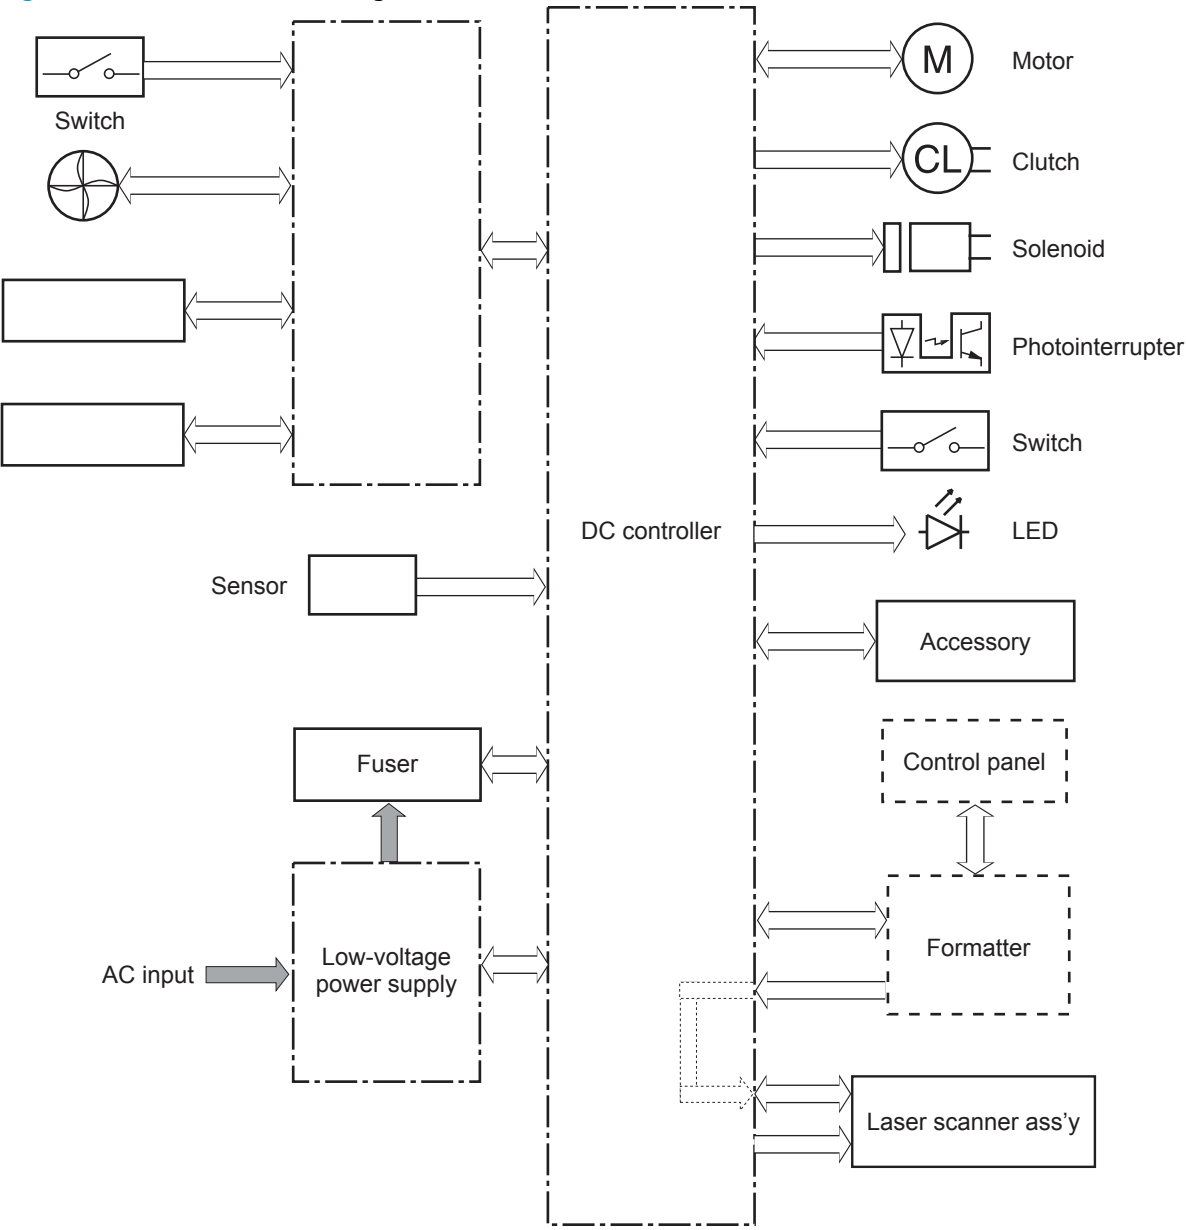 M
Motor
Switch
CL
Clutch
Solenoid
Photointerrupter
Switch
DC controller
LED
Sensor
Accessory
Fuser
Control panel
Low-voltage
power supply
AC input
Formatter
Laser scanner ass'y